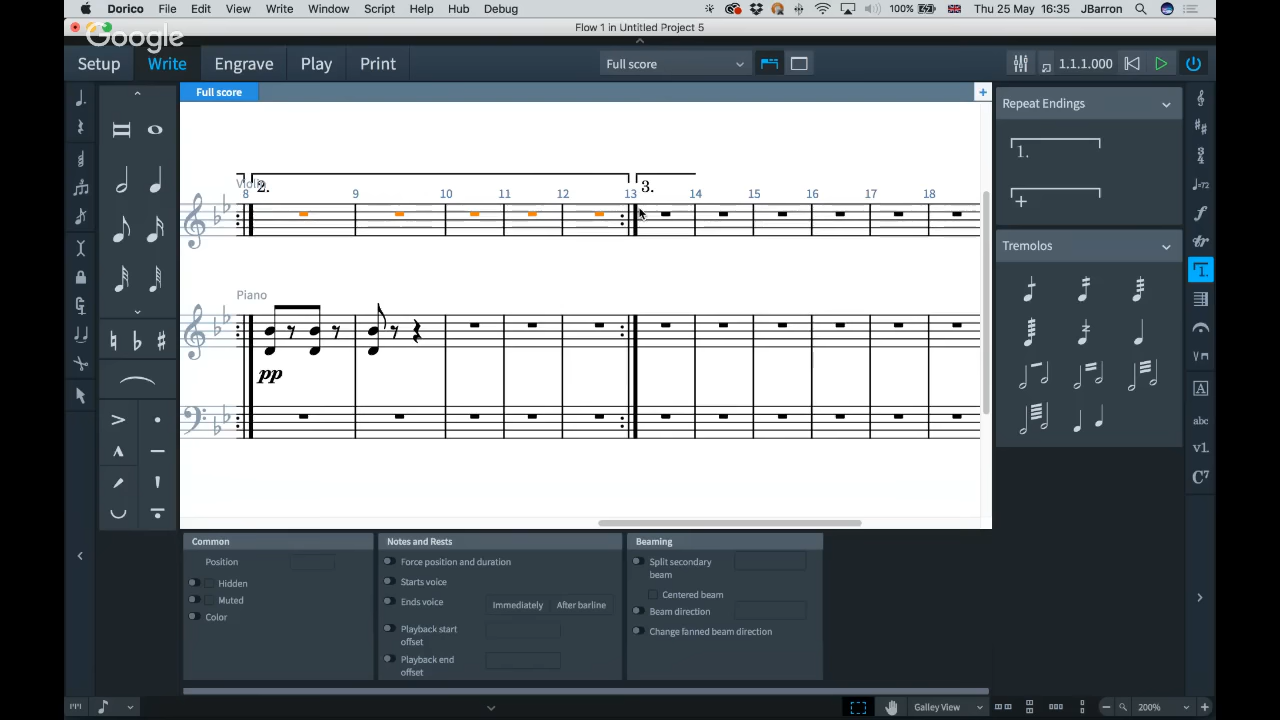 Dorico File Edit View Write Window Script Help Hub Debug 100% Thu 25 May 16:35 JBarron
Flow 1 in Untitled Project 5
Google
Setup Write Engrave Play Print Full score 1.1.1.000
Full score +
Repeat Endings
1.
+
Tremolos
2. 3.
Violin
8 9 10 11 12 13 14 15 16 17 18
Piano
pp
Common
Position
Hidden
Muted
Color
Notes and Rests
Force position and duration
Starts voice
Ends voice Immediately After barline
Playback start
offset
Playback end
offset
Beaming
Split secondary
beam
Centered beam
Beam direction
Change fanned beam direction
A
abc
v1.
C7
Galley View 200%